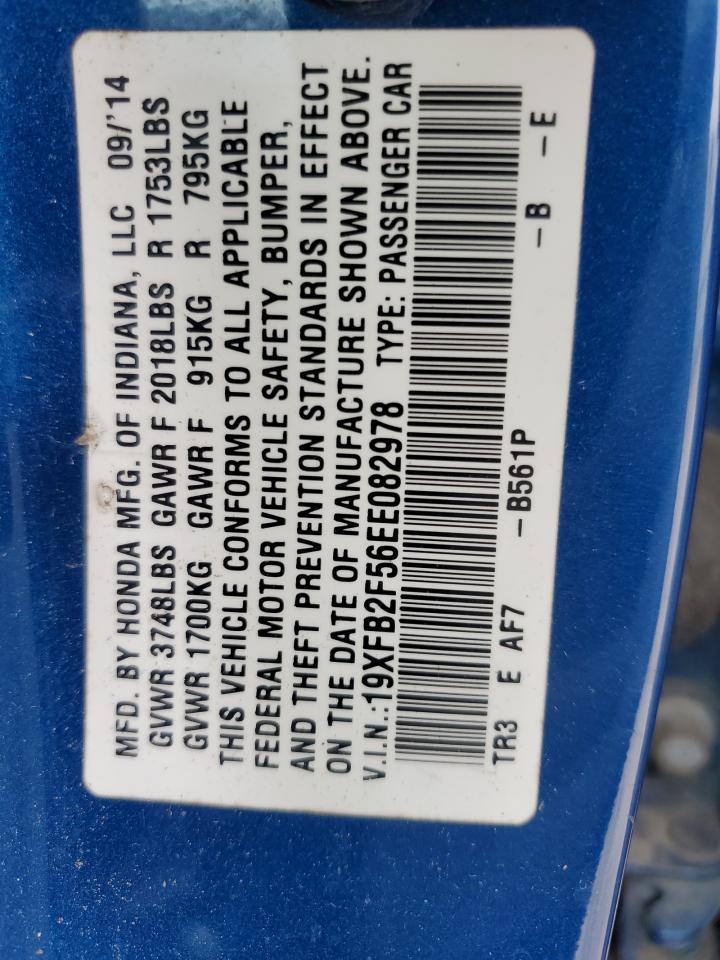 MFD. BY HONDA MFG. OF INDIANA, LLC 09/'14
GVWR 3748LBS GAWR F 2018LBS R 1753LBS
GVWR 1700KG GAWR F 915KG R 795KG
THIS VEHICLE CONFORMS TO ALL APPLICABLE
FEDERAL MOTOR VEHICLE SAFETY, BUMPER,
AND THEFT PREVENTION STANDARDS IN EFFECT
ON THE DATE OF MANUFACTURE SHOWN ABOVE.
V.I.N.:19XFB2F56EE082978 TYPE: PASSENGER CAR
TR3 E AF7 -B561P -B -E